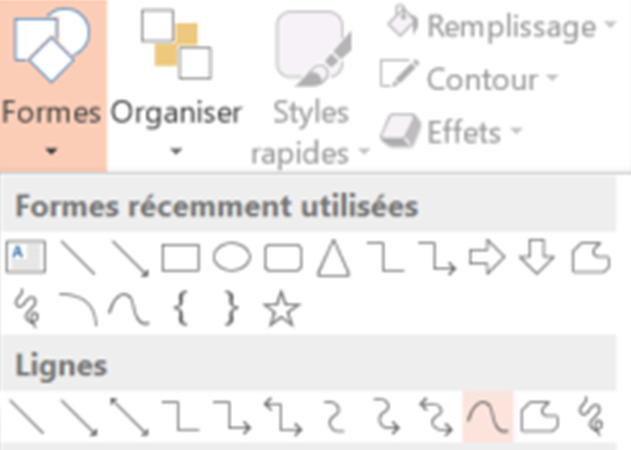 Formes
Organiser
Styles
rapides
Remplissage
Contour
Effets
Formes récemment utilisées
A
{ }
Lignes